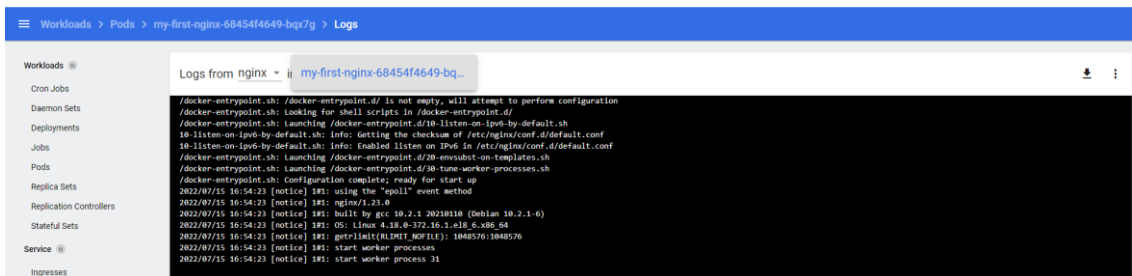 Workloads > Pods > my-first-nginx-68454f4649-bqx7g > Logs
Workloads N
Cron Jobs
Daemon Sets
Deployments
Jobs
Pods
Replica Sets
Replication Controllers
Stateful Sets
Service N
Ingresses
Logs from nginx i my-first-nginx-68454f4649-bq...
/docker-entrypoint.sh: /docker-entrypoint.d/ is not empty, will attempt to perform configuration
/docker-entrypoint.sh: Looking for shell scripts in /docker-entrypoint.d/
/docker-entrypoint.sh: Launching /docker-entrypoint.d/10-listen-on-ipv6-by-default.sh
10-listen-on-ipv6-by-default.sh: info: Getting the checksum of /etc/nginx/conf.d/default.conf
10-listen-on-ipv6-by-default.sh: info: Enabled listen on IPv6 in /etc/nginx/conf.d/default.conf
/docker-entrypoint.sh: Launching /docker-entrypoint.d/20-envsubst-on-templates.sh
/docker-entrypoint.sh: Launching /docker-entrypoint.d/30-tune-worker-processes.sh
/docker-entrypoint.sh: Configuration complete; ready for start up
2022/07/15 16:54:23 [notice] 1#1: using the "epoll" event method
2022/07/15 16:54:23 [notice] 1#1: nginx/1.23.0
2022/07/15 16:54:23 [notice] 1#1: built by gcc 10.2.1 20210110 (Debian 10.2.1-6)
2022/07/15 16:54:23 [notice] 1#1: OS: Linux 4.18.0-372.16.1.el8_6.x86_64
2022/07/15 16:54:23 [notice] 1#1: getrlimit(RLIMIT_NOFILE): 1048576:1048576
2022/07/15 16:54:23 [notice] 1#1: start worker processes
2022/07/15 16:54:23 [notice] 1#1: start worker process 31